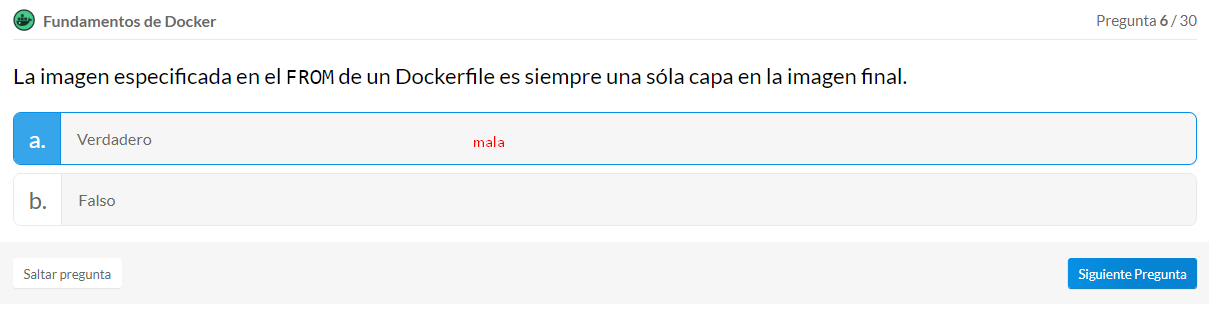 Fundamentos de Docker
Pregunta 6 / 30
La imagen especificada en el FROM de un Dockerfile es siempre una sóla capa en la imagen final.
a. Verdadero
mala
b. Falso
Saltar pregunta
Siguiente Pregunta